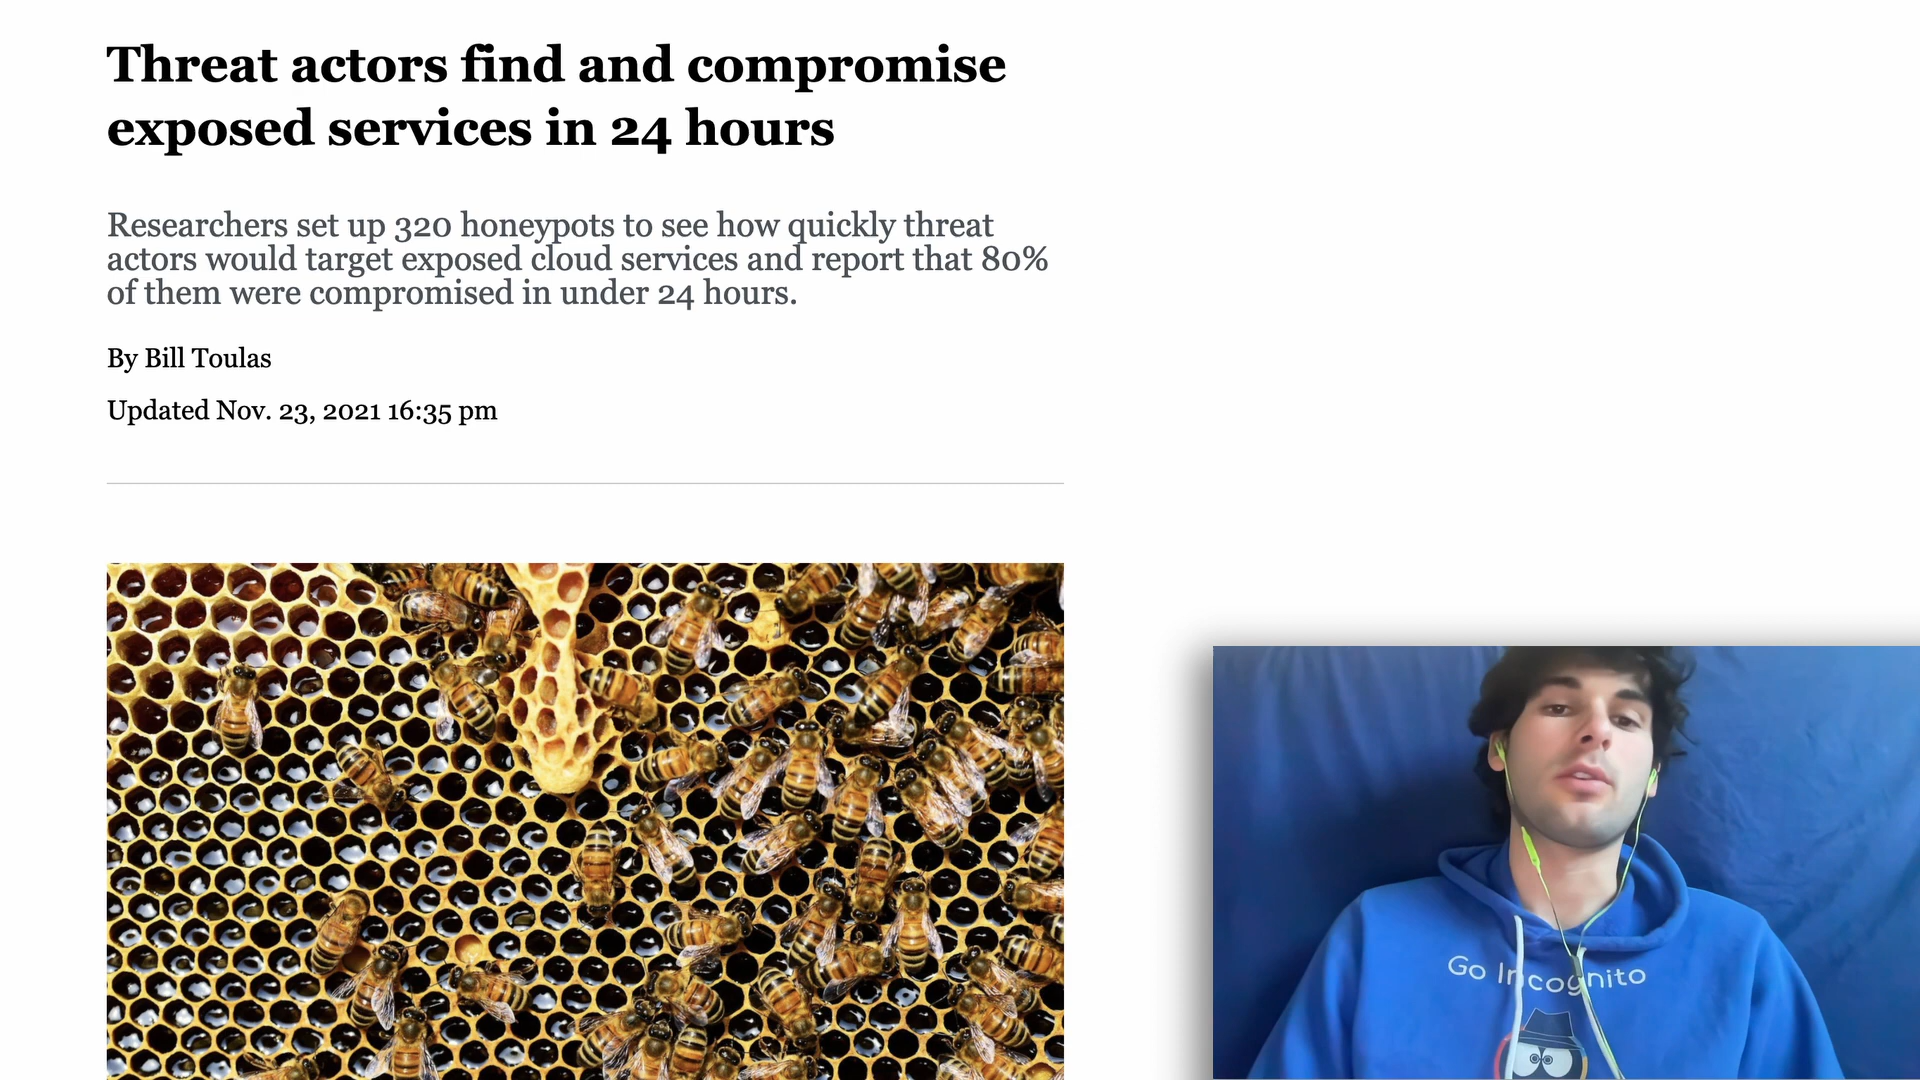 Threat actors find and compromise
exposed services in 24 hours
Researchers set up 320 honeypots to see how quickly threat
actors would target exposed cloud services and report that 80%
of them were compromised in under 24 hours.
By Bill Toulas
Updated Nov. 23, 2021 16:35 pm
Go Incognito